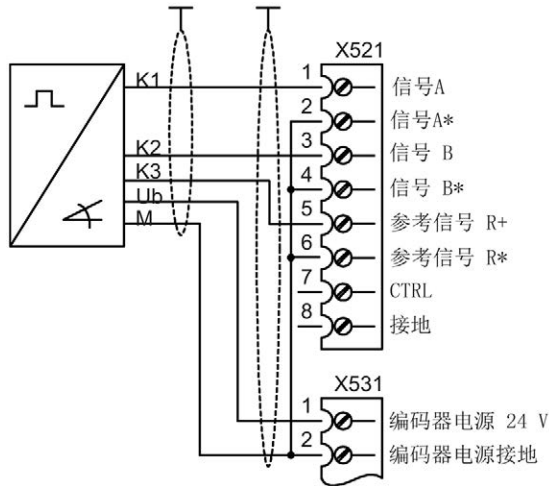 X521
K1
1 信号A
2 信号A*
K2
3 信号 B
K3
4 信号 B*
Ub
5 参考信号 R+
M
6 参考信号 R*
7 CTRL
8 接地
X531
1 编码器电源 24 V
2 编码器电源接地